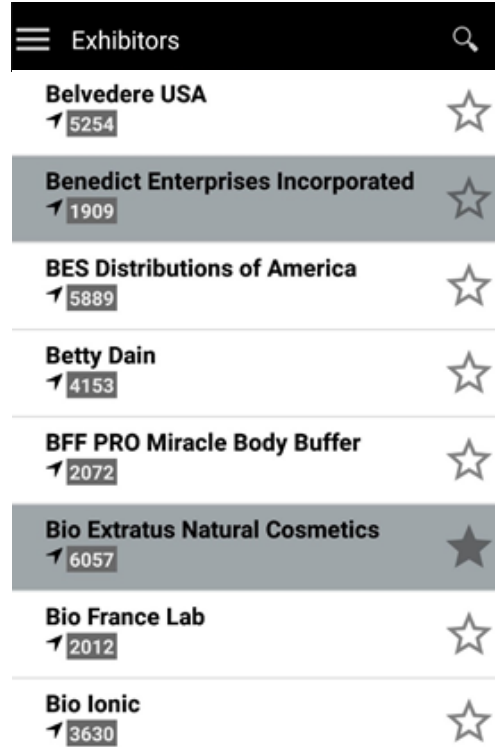 Exhibitors
Belvedere USA
5254
Benedict Enterprises Incorporated
1909
BES Distributions of America
5889
Betty Dain
4153
BFF PRO Miracle Body Buffer
2072
Bio Extratus Natural Cosmetics
6057
Bio France Lab
2012
Bio Ionic
3630